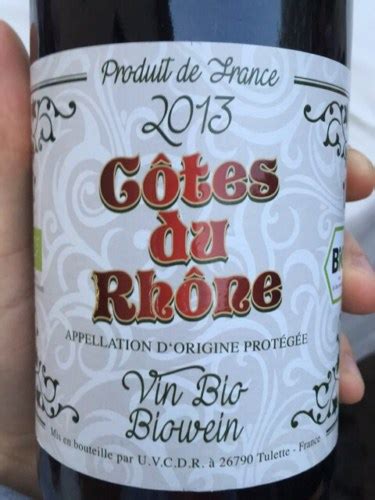 Produit de France
2013
Côtes
du
Rhône
APPELLATION D'ORIGINE PROTÉGÉE
Vin Bio
Biowein
Mis en bouteille par U.V.C.D.R. à 26790 Tulette - France